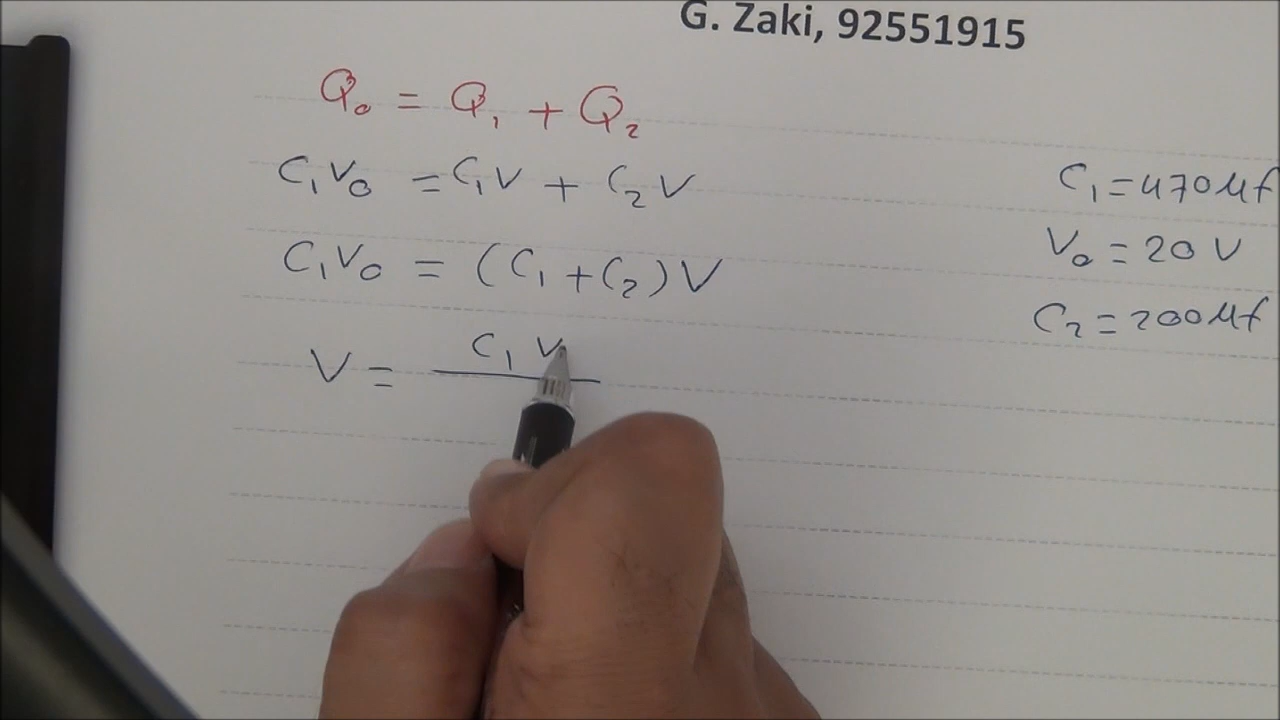 G. Zaki, 92551915
Q₀ = Q₁ + Q₂
C₁V₀ = C₁V + C₂V
C₁V₀ = (C₁ + C₂)V
V = C₁ V
C₁ = 470 μf
V₀ = 20 V
C₂ = 200 μf